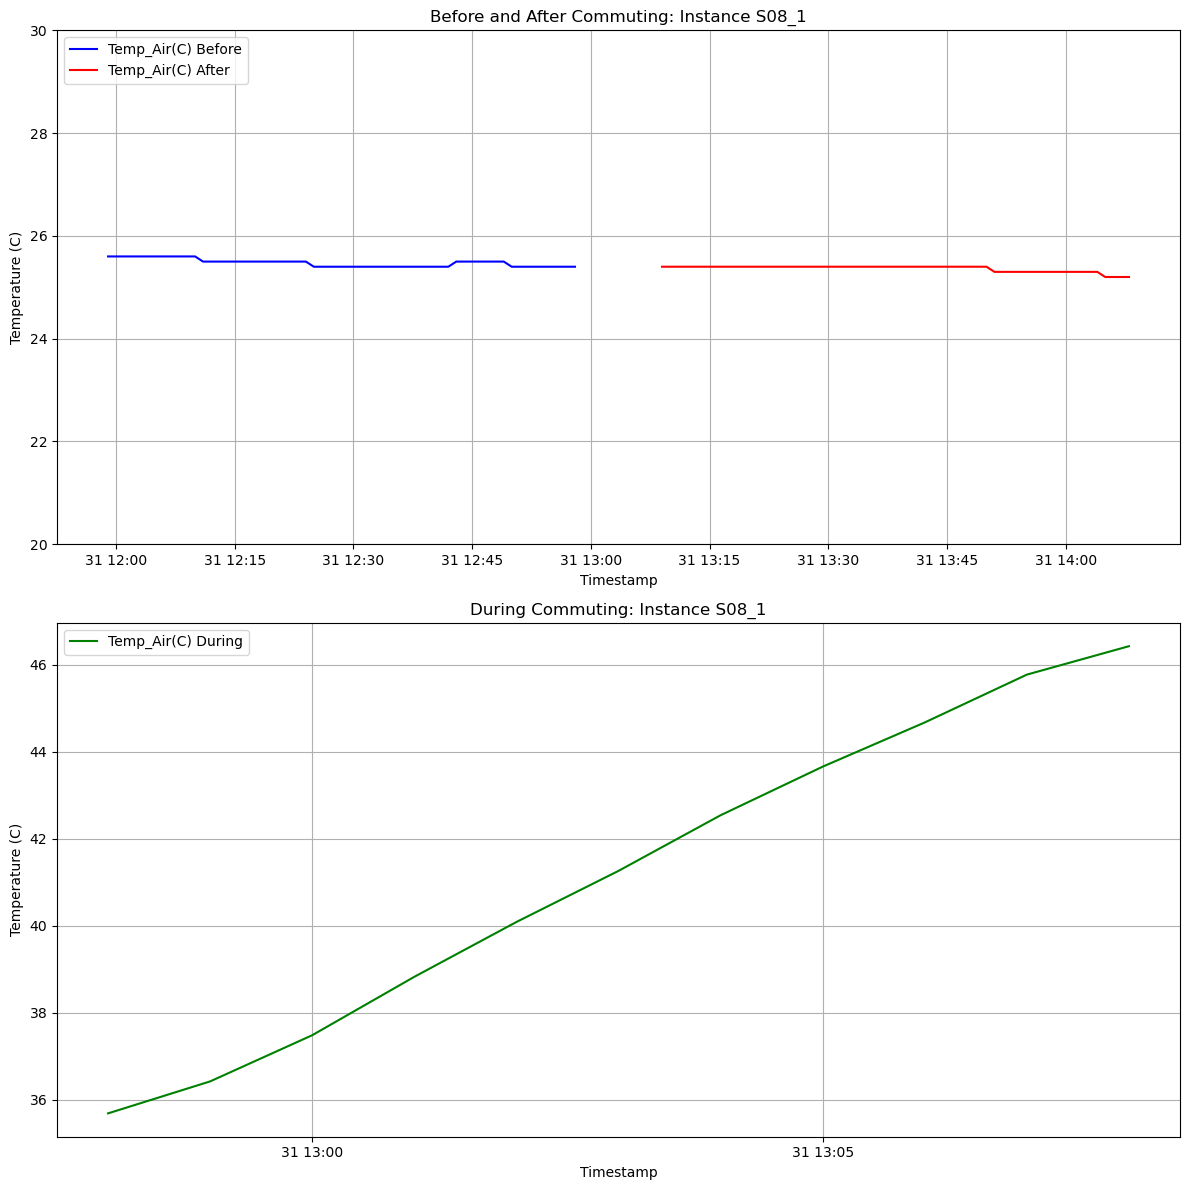 Before and After Commuting: Instance S08_1
Temp_Air(C) Before
Temp_Air(C) After
Temperature (C)
30
28
26
24
22
20
31 12:00 31 12:15 31 12:30 31 12:45 31 13:00 31 13:15 31 13:30 31 13:45 31 14:00
Timestamp
During Commuting: Instance S08_1
Temp_Air(C) During
Temperature (C)
46
44
42
40
38
36
31 13:00 31 13:05
Timestamp